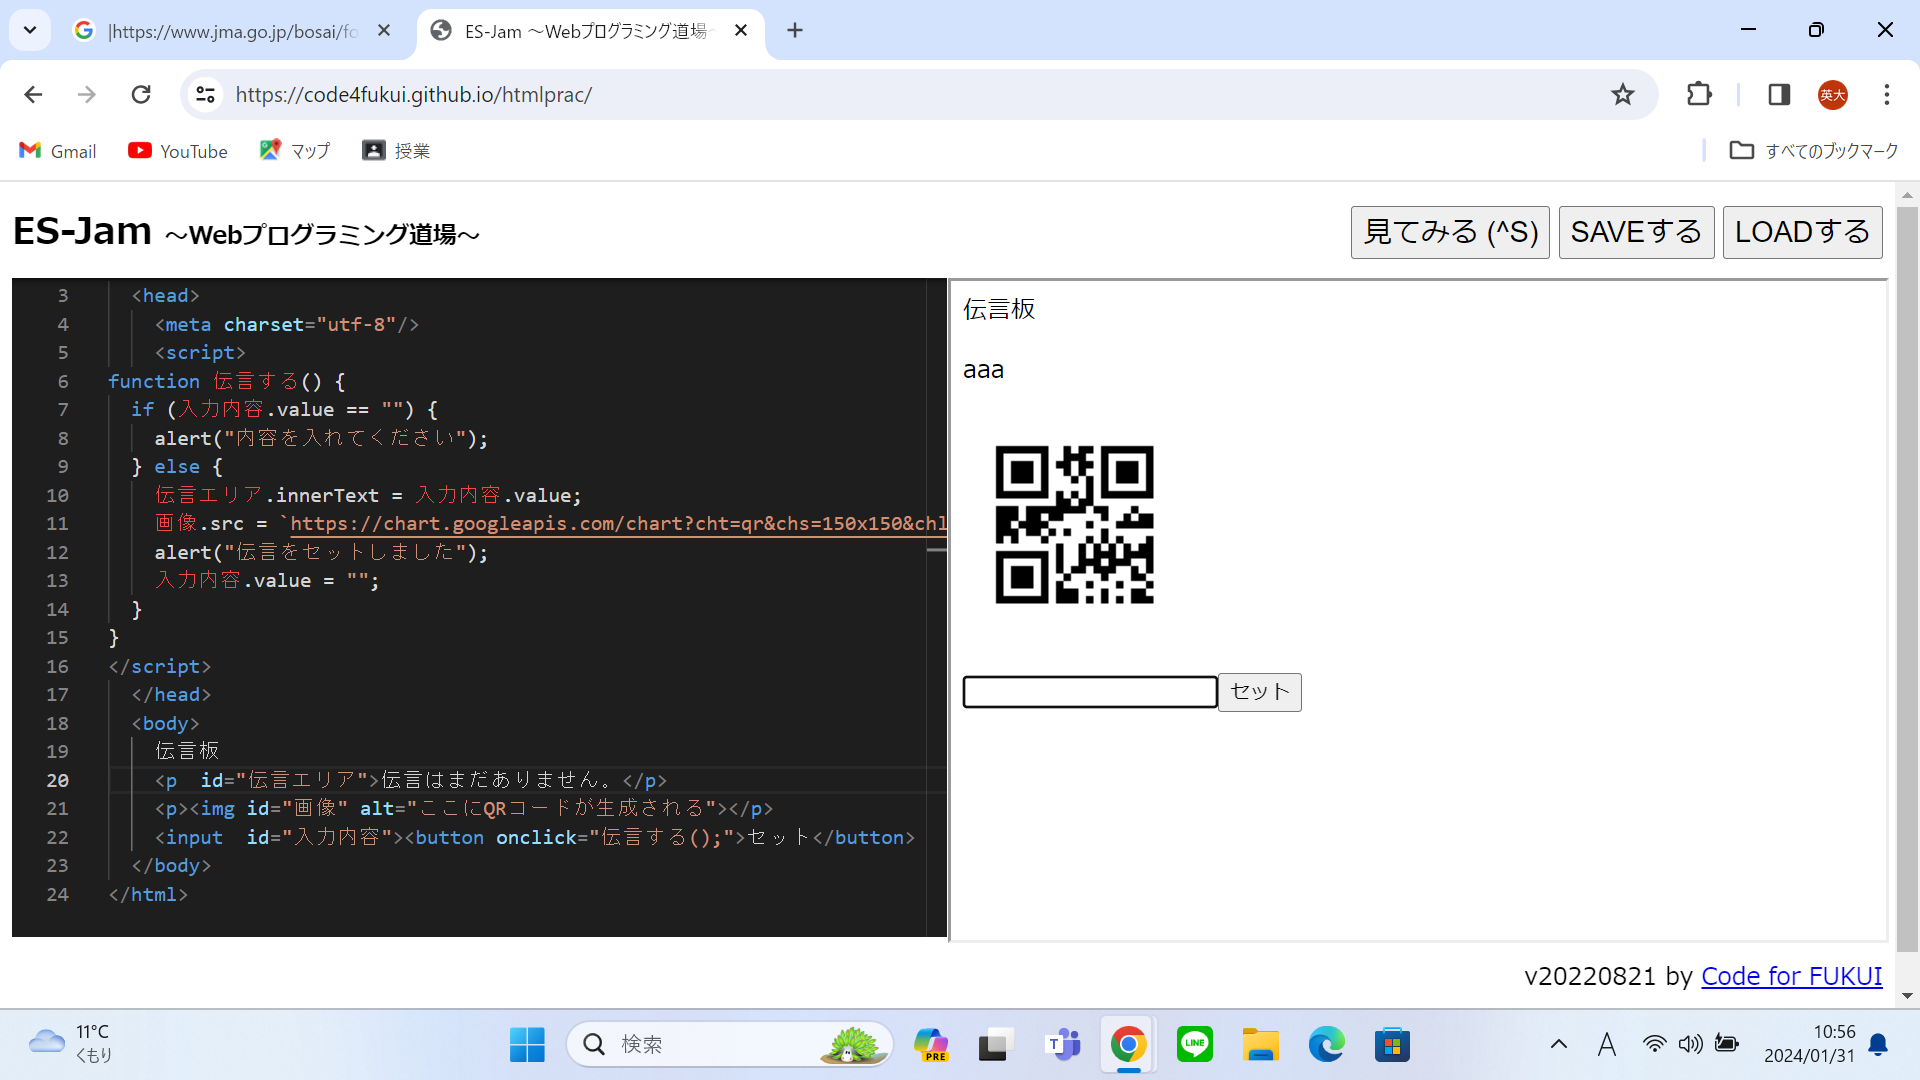 |https://www.jma.go.jp/bosai/fo
ES-Jam ～Webプログラミング道場～
https://code4fukui.github.io/htmlprac/
英大
Gmail
YouTube
マップ
授業
すべてのブックマーク
ES-Jam ～Webプログラミング道場～
見てみる (^S)
SAVEする
LOADする
3 <head>
4 <meta charset="utf-8"/>
5 <script>
6 function 伝言する() {
7 if (入力内容.value == "") {
8 alert("内容を入れてください");
9 } else {
10 伝言エリア.innerText = 入力内容.value;
11 画像.src = `https://chart.googleapis.com/chart?cht=qr&chs=150x150&chl
12 alert("伝言をセットしました");
13 入力内容.value = "";
14 }
15 }
16 </script>
17 </head>
18 <body>
19 伝言板
20 <p  id="伝言エリア">伝言はまだありません。</p>
21 <p><img id="画像" alt="ここにQRコードが生成される"></p>
22 <input  id="入力内容"><button onclick="伝言する();">セット</button>
23 </body>
24 </html>
伝言板
aaa
セット
v20220821 by Code for FUKUI
11°C
くもり
検索
PRE
T
LINE
A
10:56
2024/01/31